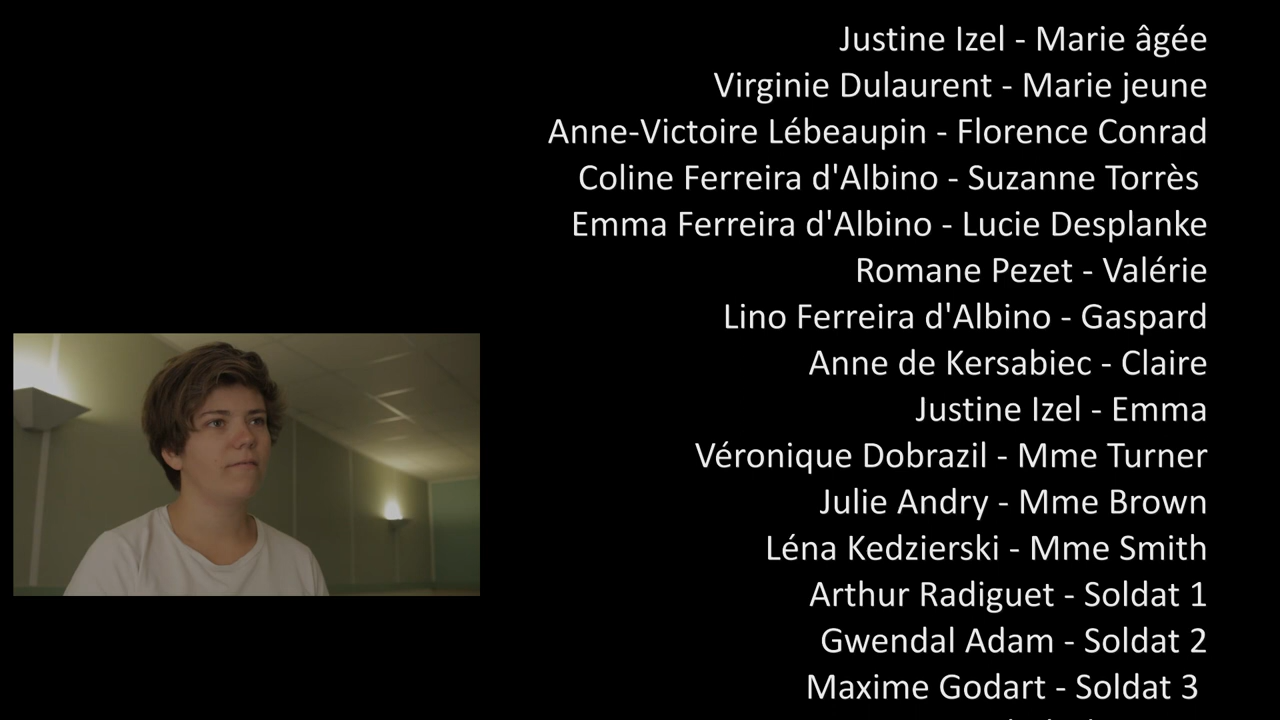 Justine Izel - Marie âgée
Virginie Dulaurent - Marie jeune
Anne-Victoire Lébeaupin - Florence Conrad
Coline Ferreira d'Albino - Suzanne Torrès
Emma Ferreira d'Albino - Lucie Desplanke
Romane Pezet - Valérie
Lino Ferreira d'Albino - Gaspard
Anne de Kersabiec - Claire
Justine Izel - Emma
Véronique Dobrazil - Mme Turner
Julie Andry - Mme Brown
Léna Kedzierski - Mme Smith
Arthur Radiguet - Soldat 1
Gwendal Adam - Soldat 2
Maxime Godart - Soldat 3